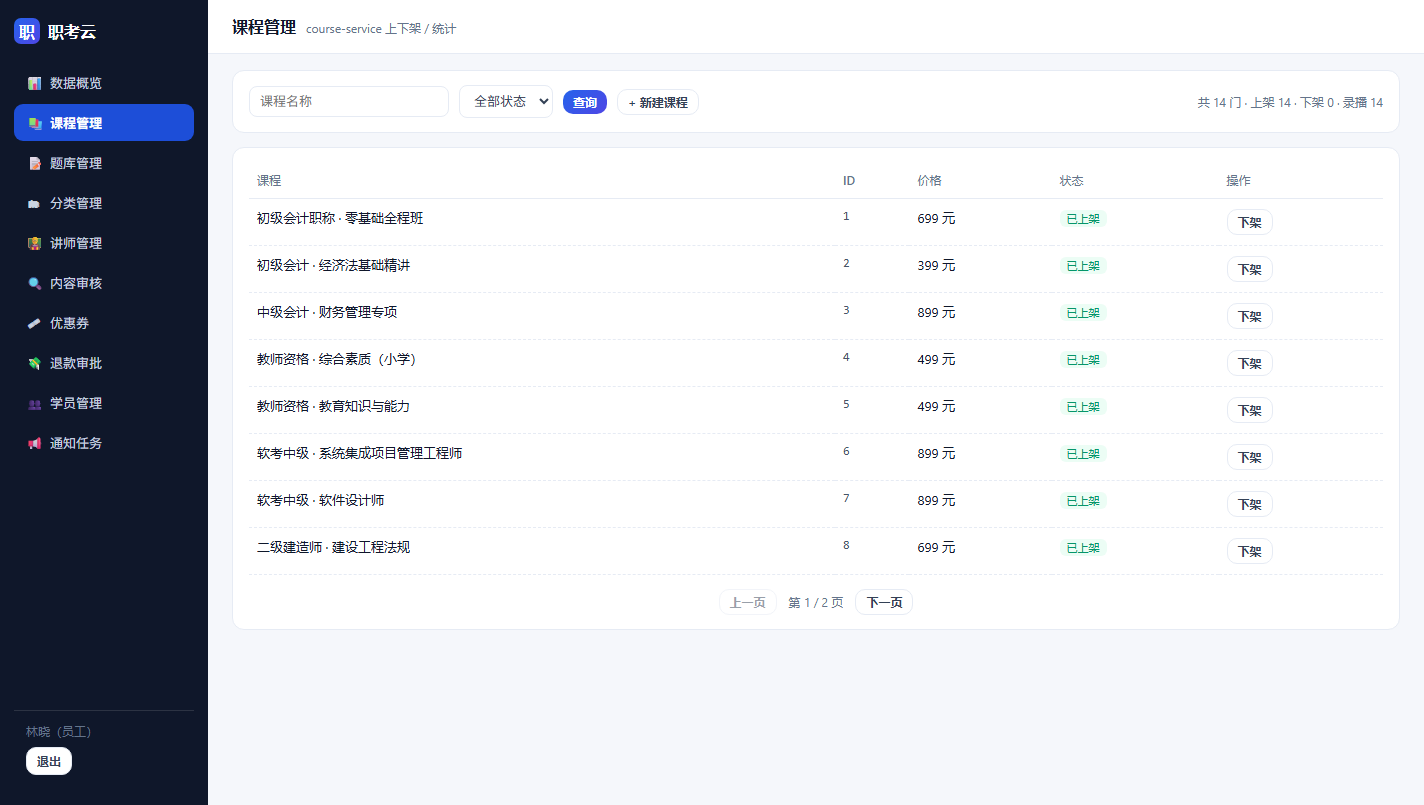 职 职考云
数据概览
课程管理
题库管理
分类管理
讲师管理
内容审核
优惠券
退款审批
学员管理
通知任务
林晓（员工）
退出
课程管理 course-service 上下架 / 统计
课程名称 全部状态 查询 + 新建课程 共 14 门 · 上架 14 · 下架 0 · 录播 14
课程 ID 价格 状态 操作
初级会计职称 · 零基础全程班 1 699 元 已上架 下架
初级会计 · 经济法基础精讲 2 399 元 已上架 下架
中级会计 · 财务管理专项 3 899 元 已上架 下架
教师资格 · 综合素质（小学） 4 499 元 已上架 下架
教师资格 · 教育知识与能力 5 499 元 已上架 下架
软考中级 · 系统集成项目管理工程师 6 899 元 已上架 下架
软考中级 · 软件设计师 7 899 元 已上架 下架
二级建造师 · 建设工程法规 8 699 元 已上架 下架
上一页 第 1 / 2 页 下一页